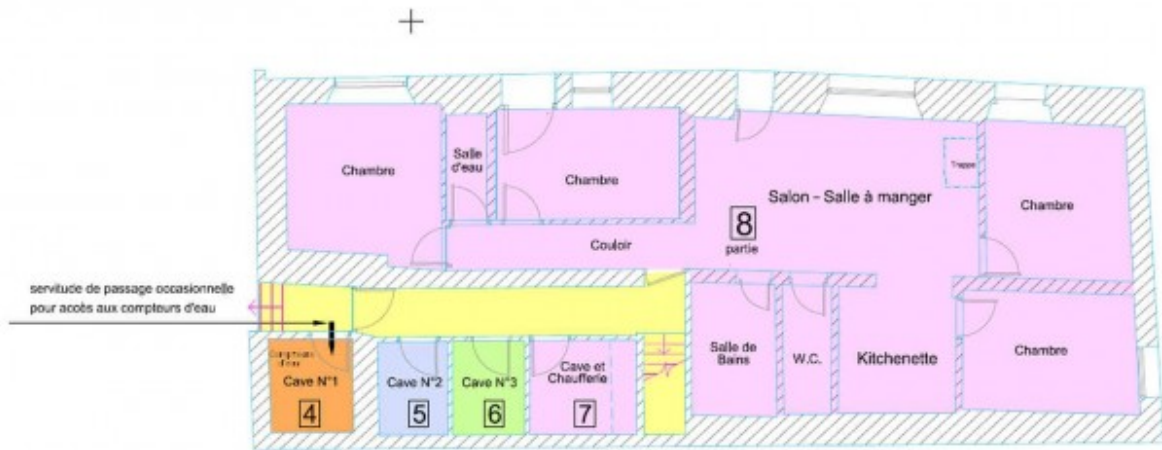 Chambre
Salle
d'eau
Chambre
Trappe
Salon - Salle à manger
Chambre
8
partie
Couloir
servitude de passage occasionnelle
pour accès aux compteurs d'eau
Compteurs
d'eau
Cave N°1
4
Cave N°2
5
Cave N°3
6
Cave et
Chaufferie
7
Salle de
Bains
W.C.
Kitchenette
Chambre